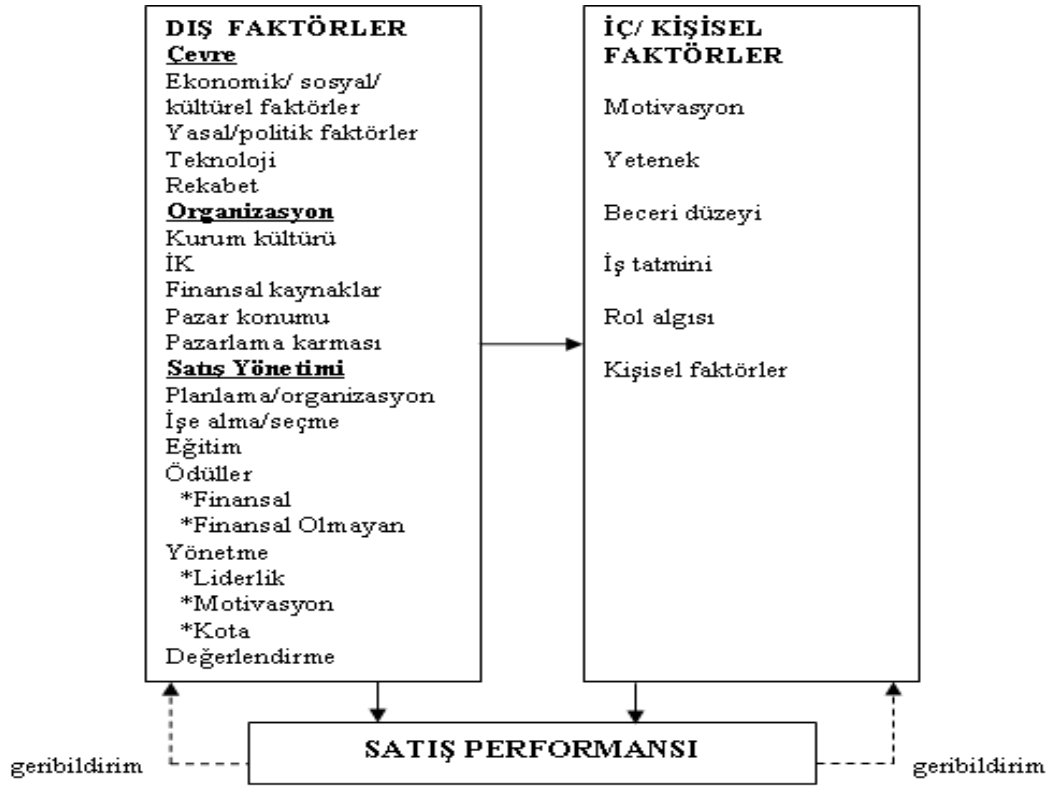 DIŞ FAKTÖRLER
Çevre
Ekonomik/ sosyal/
kültürel faktörler
Yasal/politik faktörler
Teknoloji
Rekabet
Organizasyon
Kurum kültürü
İK
Finansal kaynaklar
Pazar konumu
Pazarlama karması
Satış Yönetimi
Planlama/organizasyon
İşe alma/seçme
Eğitim
Ödüller
*Finansal
*Finansal Olmayan
Yönetme
*Liderlik
*Motivasyon
*Kota
Değerlendirme
İÇ/ KİŞİSEL
FAKTÖRLER
Motivasyon
Yetenek
Beceri düzeyi
İş tatmini
Rol algısı
Kişisel faktörler
SATIŞ PERFORMANSI
geribildirim
geribildirim